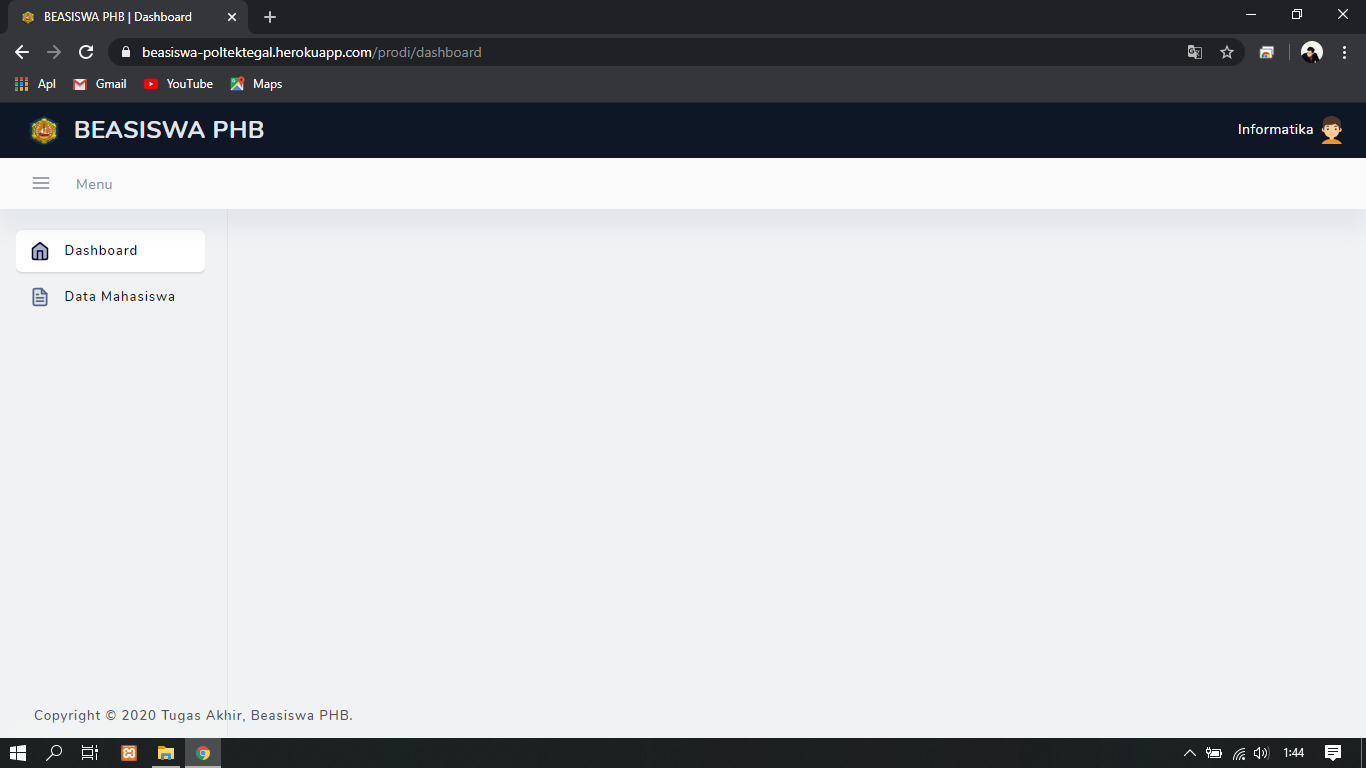 BEASISWA PHB | Dashboard
beasiswa-poltektegal.herokuapp.com/prodi/dashboard
Apl Gmail YouTube Maps
BEASISWA PHB
Informatika
Menu
Dashboard
Data Mahasiswa
Copyright © 2020 Tugas Akhir, Beasiswa PHB.
1:44